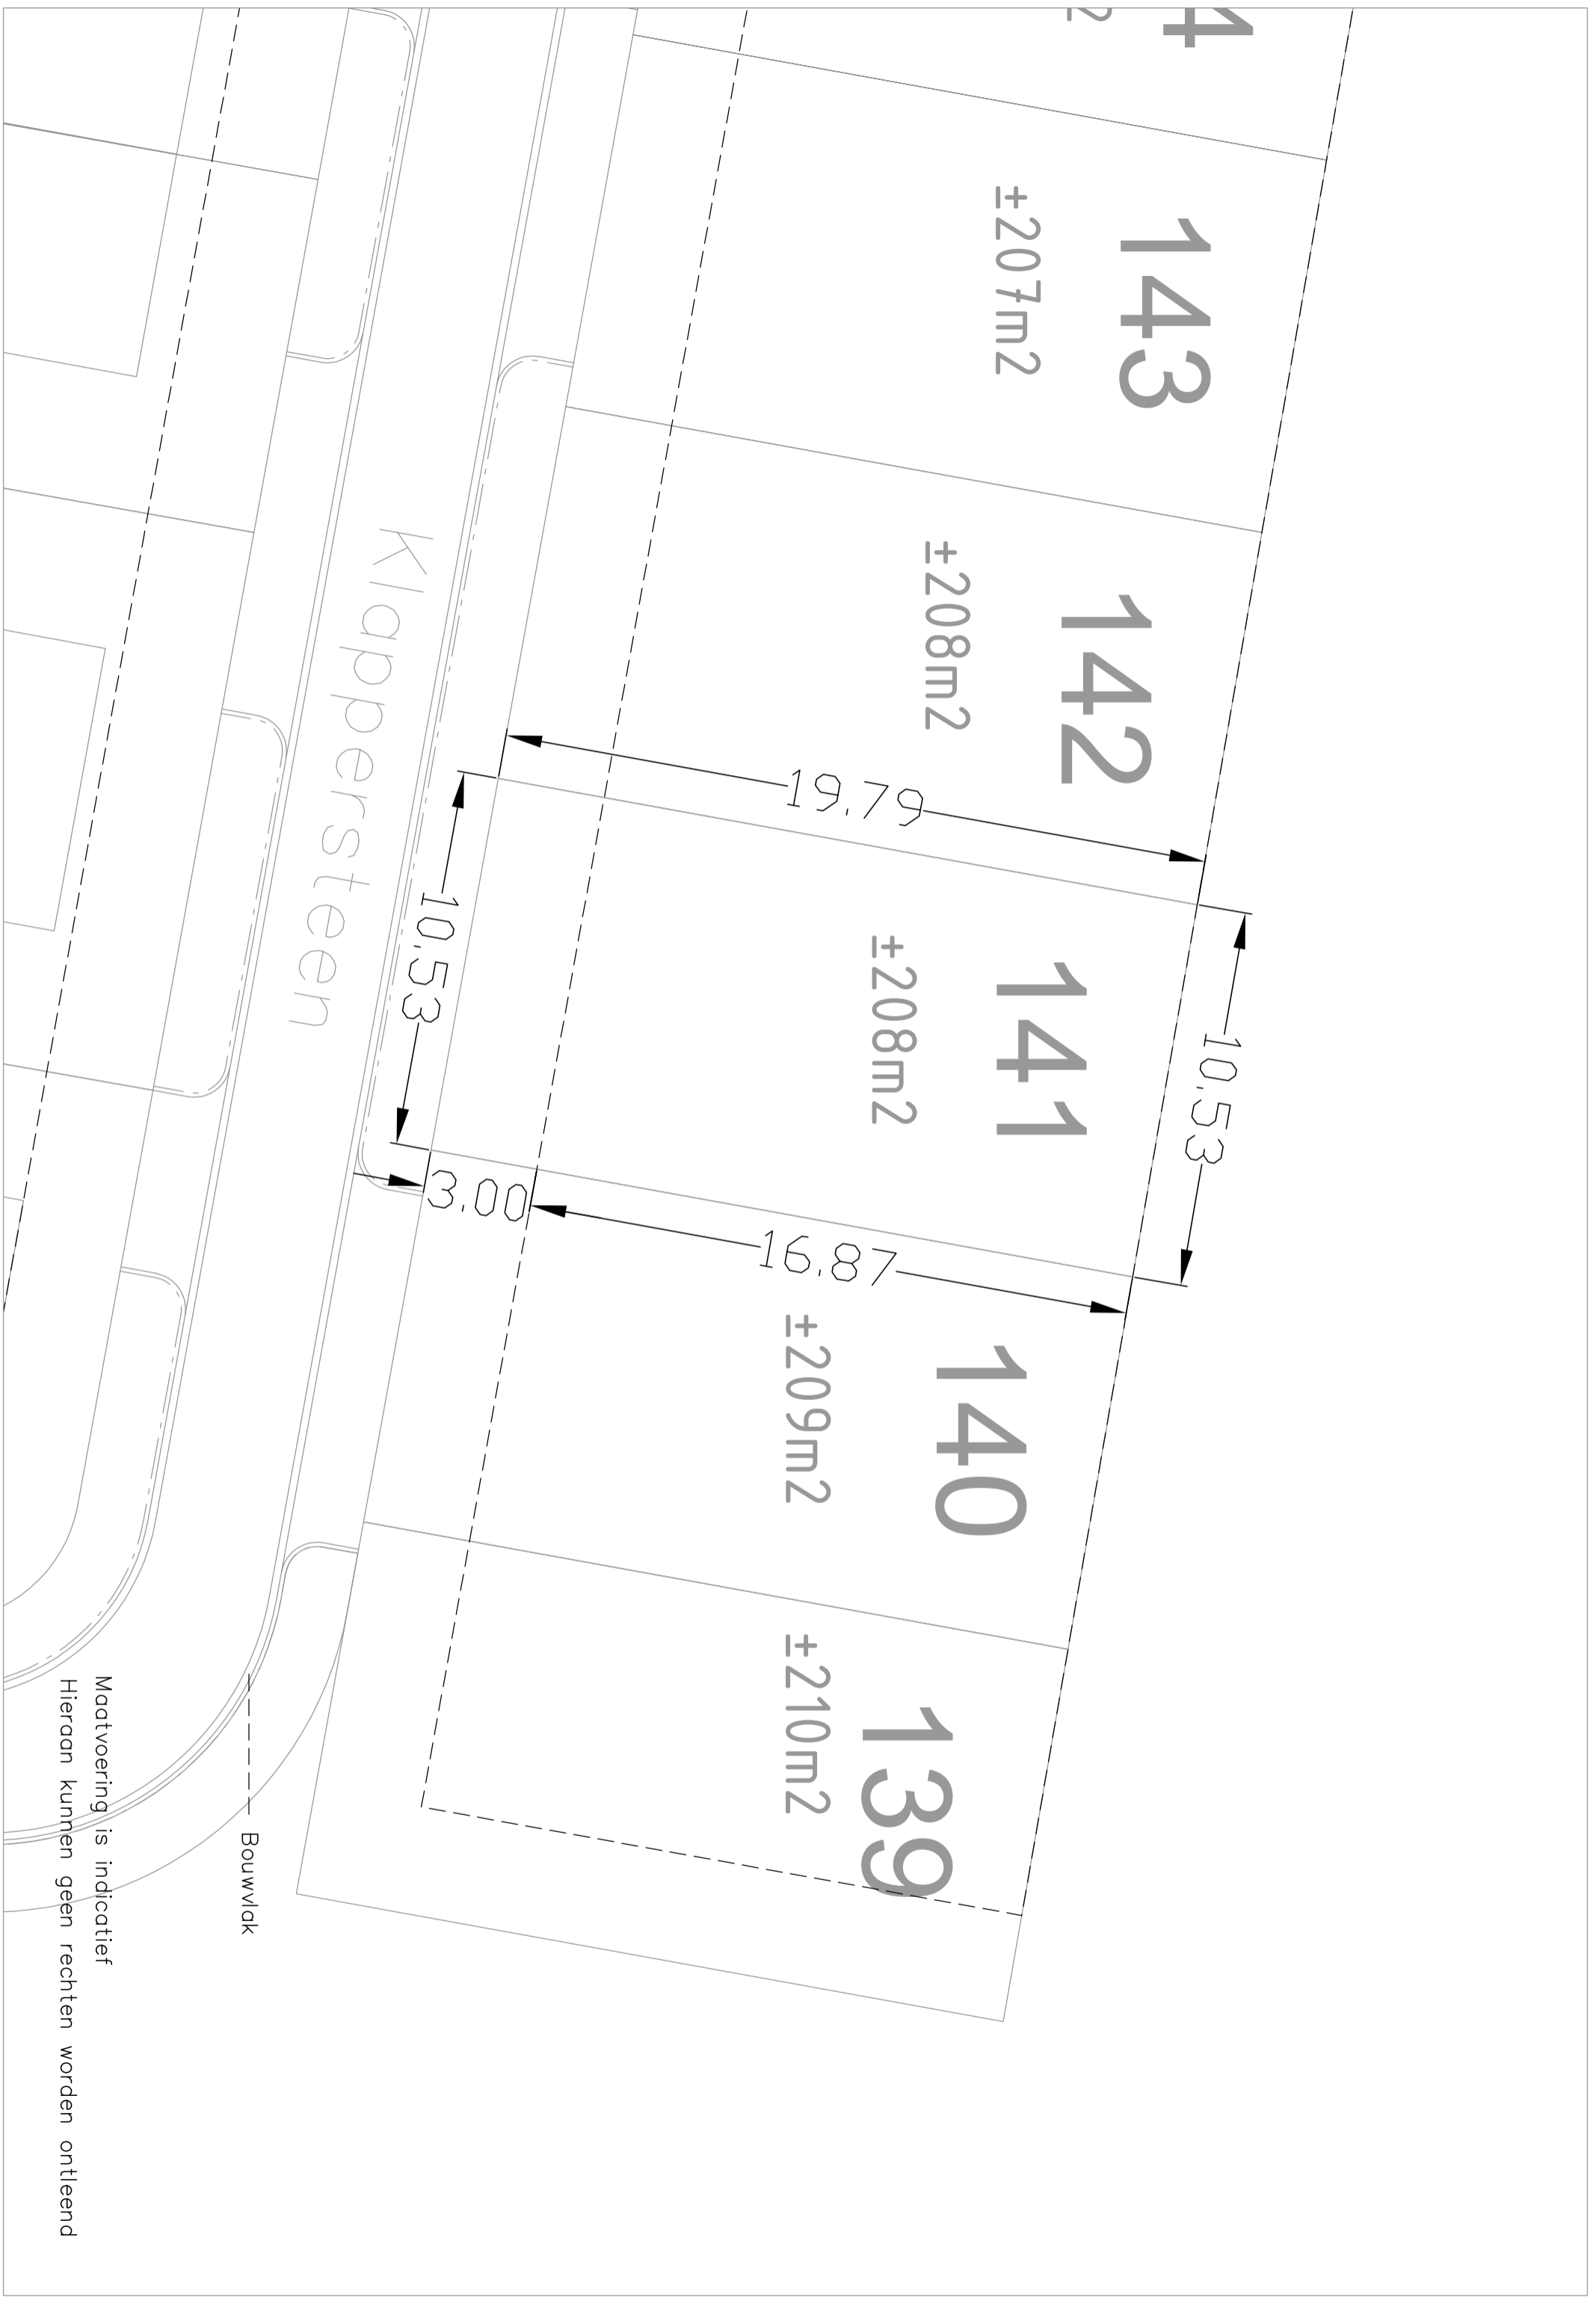 143
±207m2
142
±208m2
141
±208m2
140
±209m2
139
±210m2
19.79
10.53
10.53
3.00
16.87
Klappersteen
Bouwvlak
Maatvoering is indicatief
Hieraan kunnen geen rechten worden ontleend